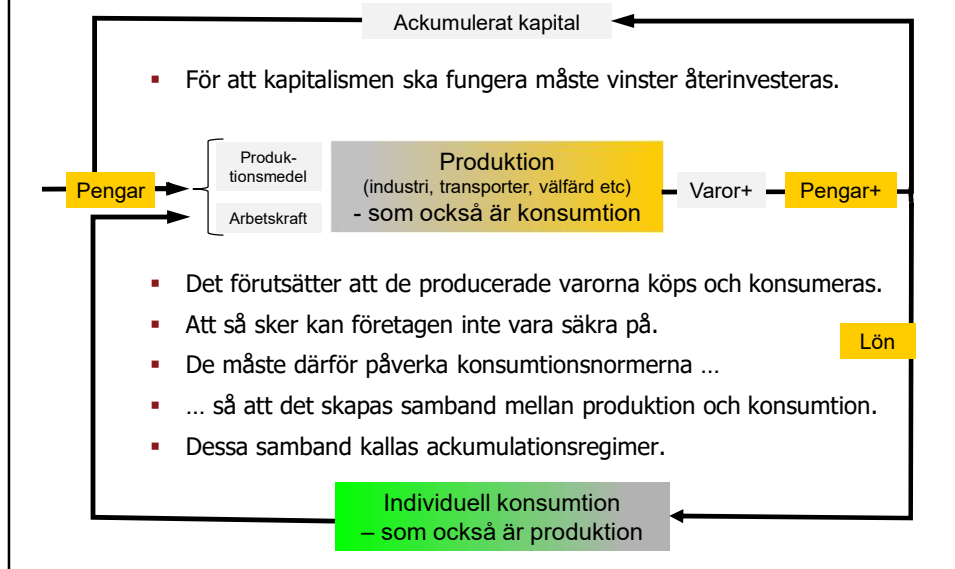 Ackumulerat kapital
▪ För att kapitalismen ska fungera måste vinster återinvesteras.
Pengar
Produk-
tionsmedel
Arbetskraft
Produktion
(industri, transporter, välfärd etc)
- som också är konsumtion
Varor+
Pengar+
▪ Det förutsätter att de producerade varorna köps och konsumeras.
▪ Att så sker kan företagen inte vara säkra på.
Lön
▪ De måste därför påverka konsumtionsnormerna …
▪ … så att det skapas samband mellan produktion och konsumtion.
▪ Dessa samband kallas ackumulationsregimer.
Individuell konsumtion
– som också är produktion